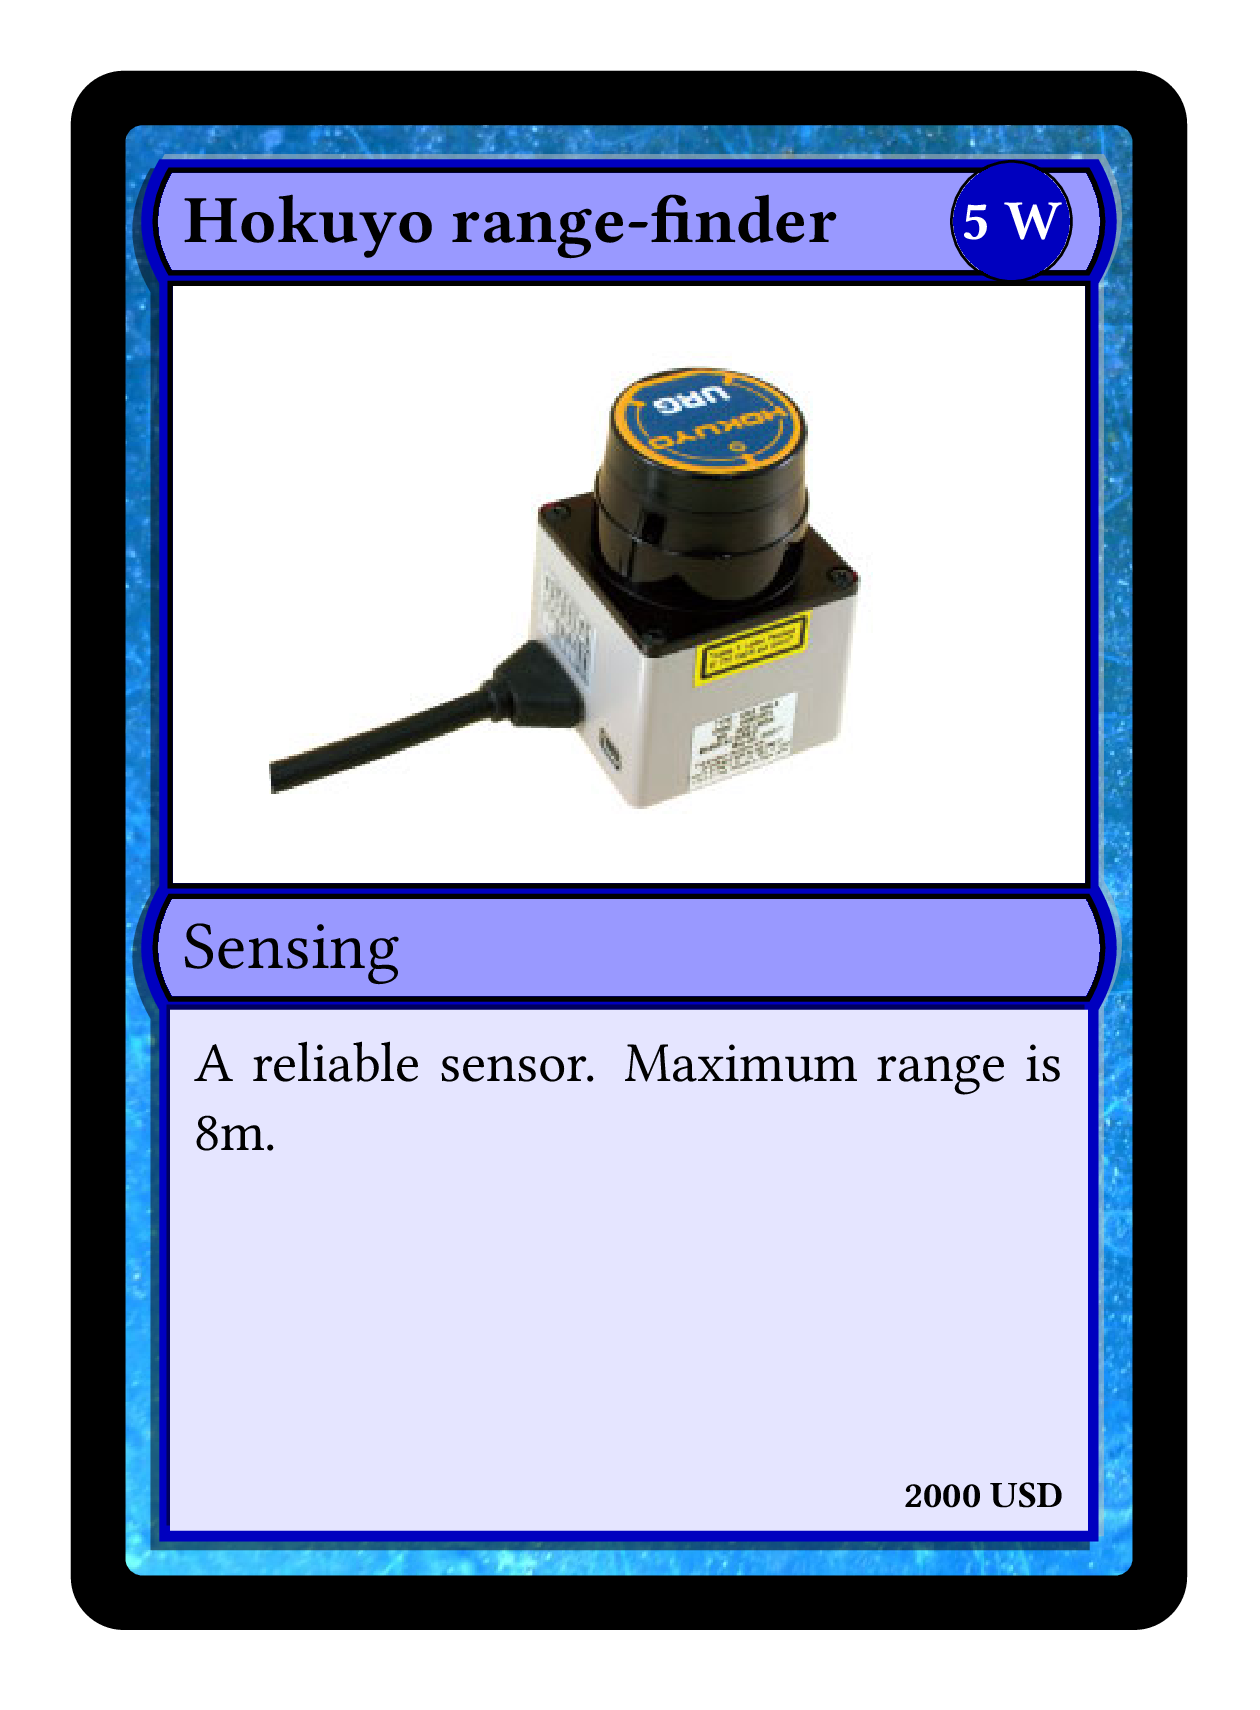 Hokuyo range-finder
5 W
URG
HOKUYO
Sensing
A reliable sensor. Maximum range is
8m.
2000 USD